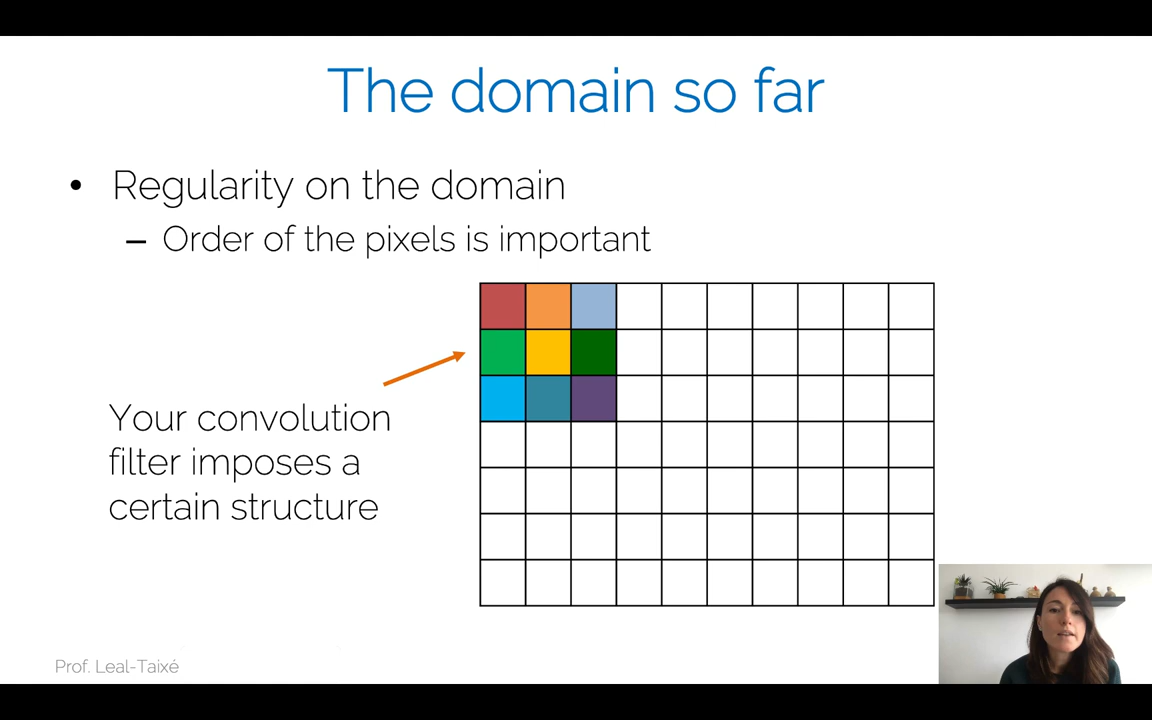 The domain so far
• Regularity on the domain
– Order of the pixels is important
Your convolution
filter imposes a
certain structure
Prof. Leal-Taixé